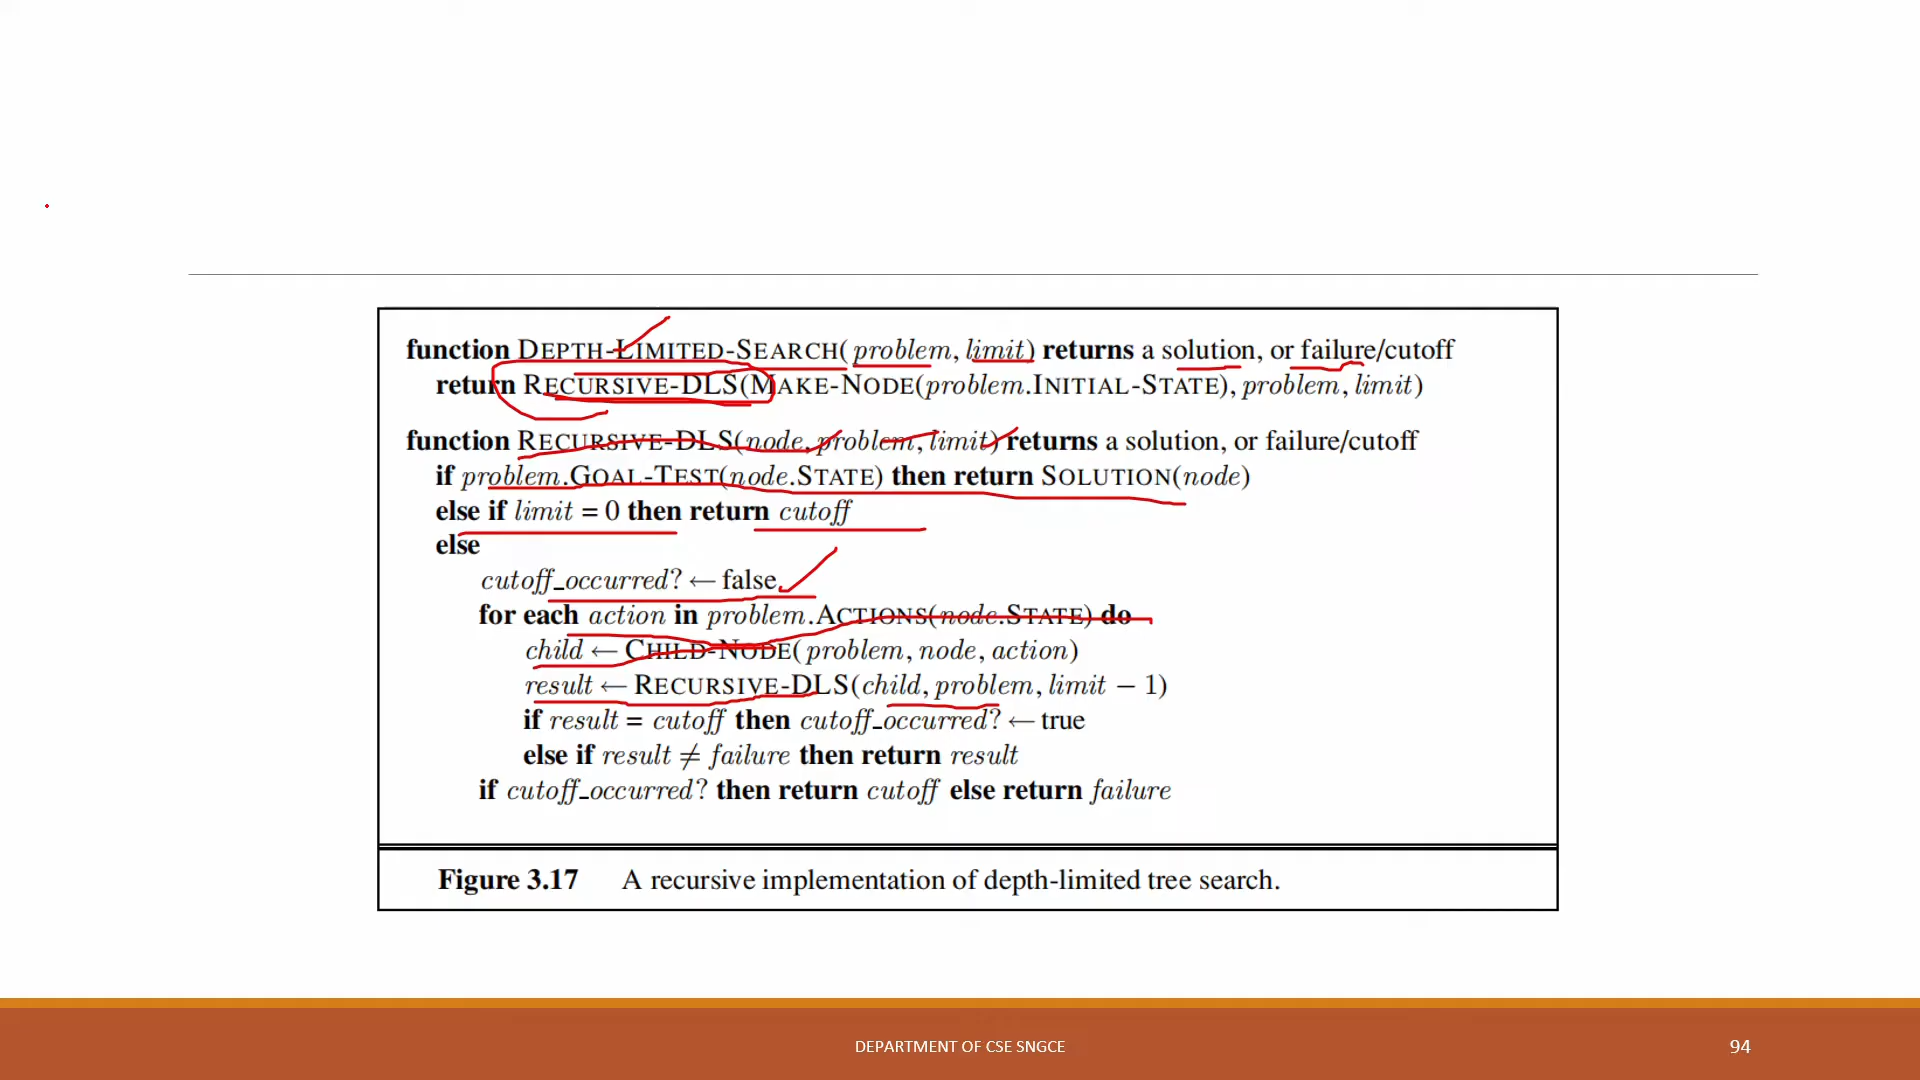 function DEPTH-LIMITED-SEARCH(problem, limit) returns a solution, or failure/cutoff
return RECURSIVE-DLS(MAKE-NODE(problem.INITIAL-STATE), problem, limit)
function RECURSIVE-DLS(node, problem, limit) returns a solution, or failure/cutoff
if problem.GOAL-TEST(node.STATE) then return SOLUTION(node)
else if limit = 0 then return cutoff
else
cutoff_occurred? ← false
for each action in problem.ACTIONS(node.STATE) do
child ← CHILD-NODE(problem, node, action)
result ← RECURSIVE-DLS(child, problem, limit − 1)
if result = cutoff then cutoff_occurred? ← true
else if result ≠ failure then return result
if cutoff_occurred? then return cutoff else return failure
Figure 3.17 A recursive implementation of depth-limited tree search.
DEPARTMENT OF CSE SNGCE
94